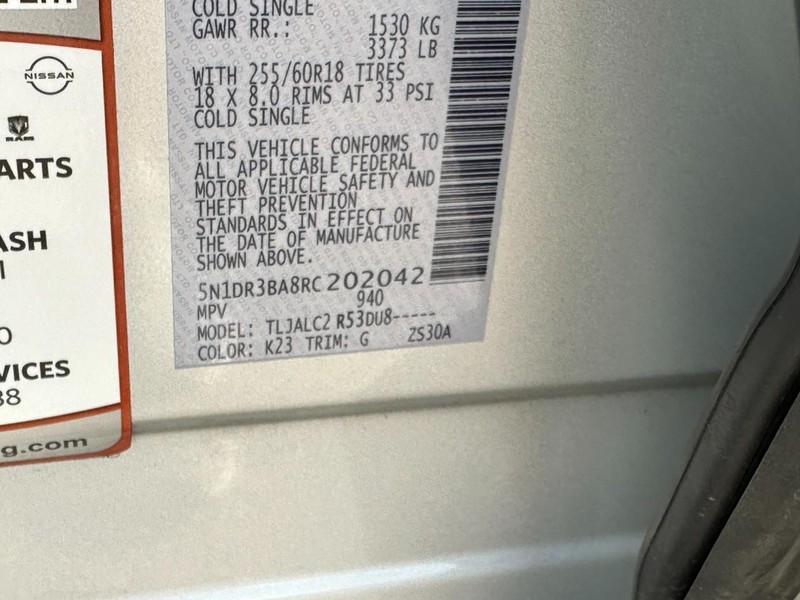 NISSAN
RAM
ARTS
ASH
VICES
38
g.com
COLD SINGLE
GAWR RR.: 1530 KG
3373 LB
WITH 255/60R18 TIRES
18 X 8.0 RIMS AT 33 PSI
COLD SINGLE
THIS VEHICLE CONFORMS TO
ALL APPLICABLE FEDERAL
MOTOR VEHICLE SAFETY AND
THEFT PREVENTION
STANDARDS IN EFFECT ON
THE DATE OF MANUFACTURE
SHOWN ABOVE.
5N1DR3BA8RC202042
MPV 940
MODEL: TLJALC2 R53DU8-----
COLOR: K23 TRIM: G ZS30A